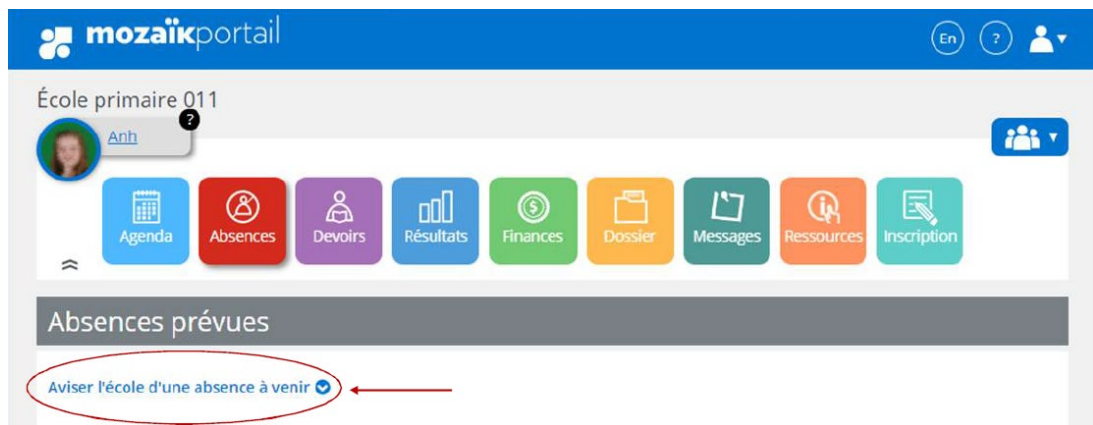 mozaïkportail
En ?
École primaire 011
Anh ?
Agenda Absences Devoirs Résultats Finances Dossier Messages Ressources Inscription
Absences prévues
Aviser l'école d'une absence à venir